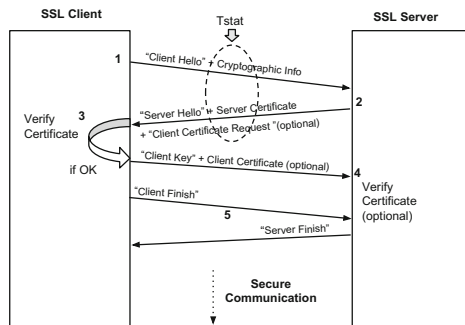 SSL Client
Tstat
SSL Server
1
"Client Hello" + Cryptographic Info
2
"Server Hello" + Server Certificate
+ "Client Certificate Request "(optional)
3
Verify
Certificate
if OK
"Client Key" + Client Certificate (optional)
4
Verify
Certificate
(optional)
"Client Finish"
5
"Server Finish"
Secure
Communication